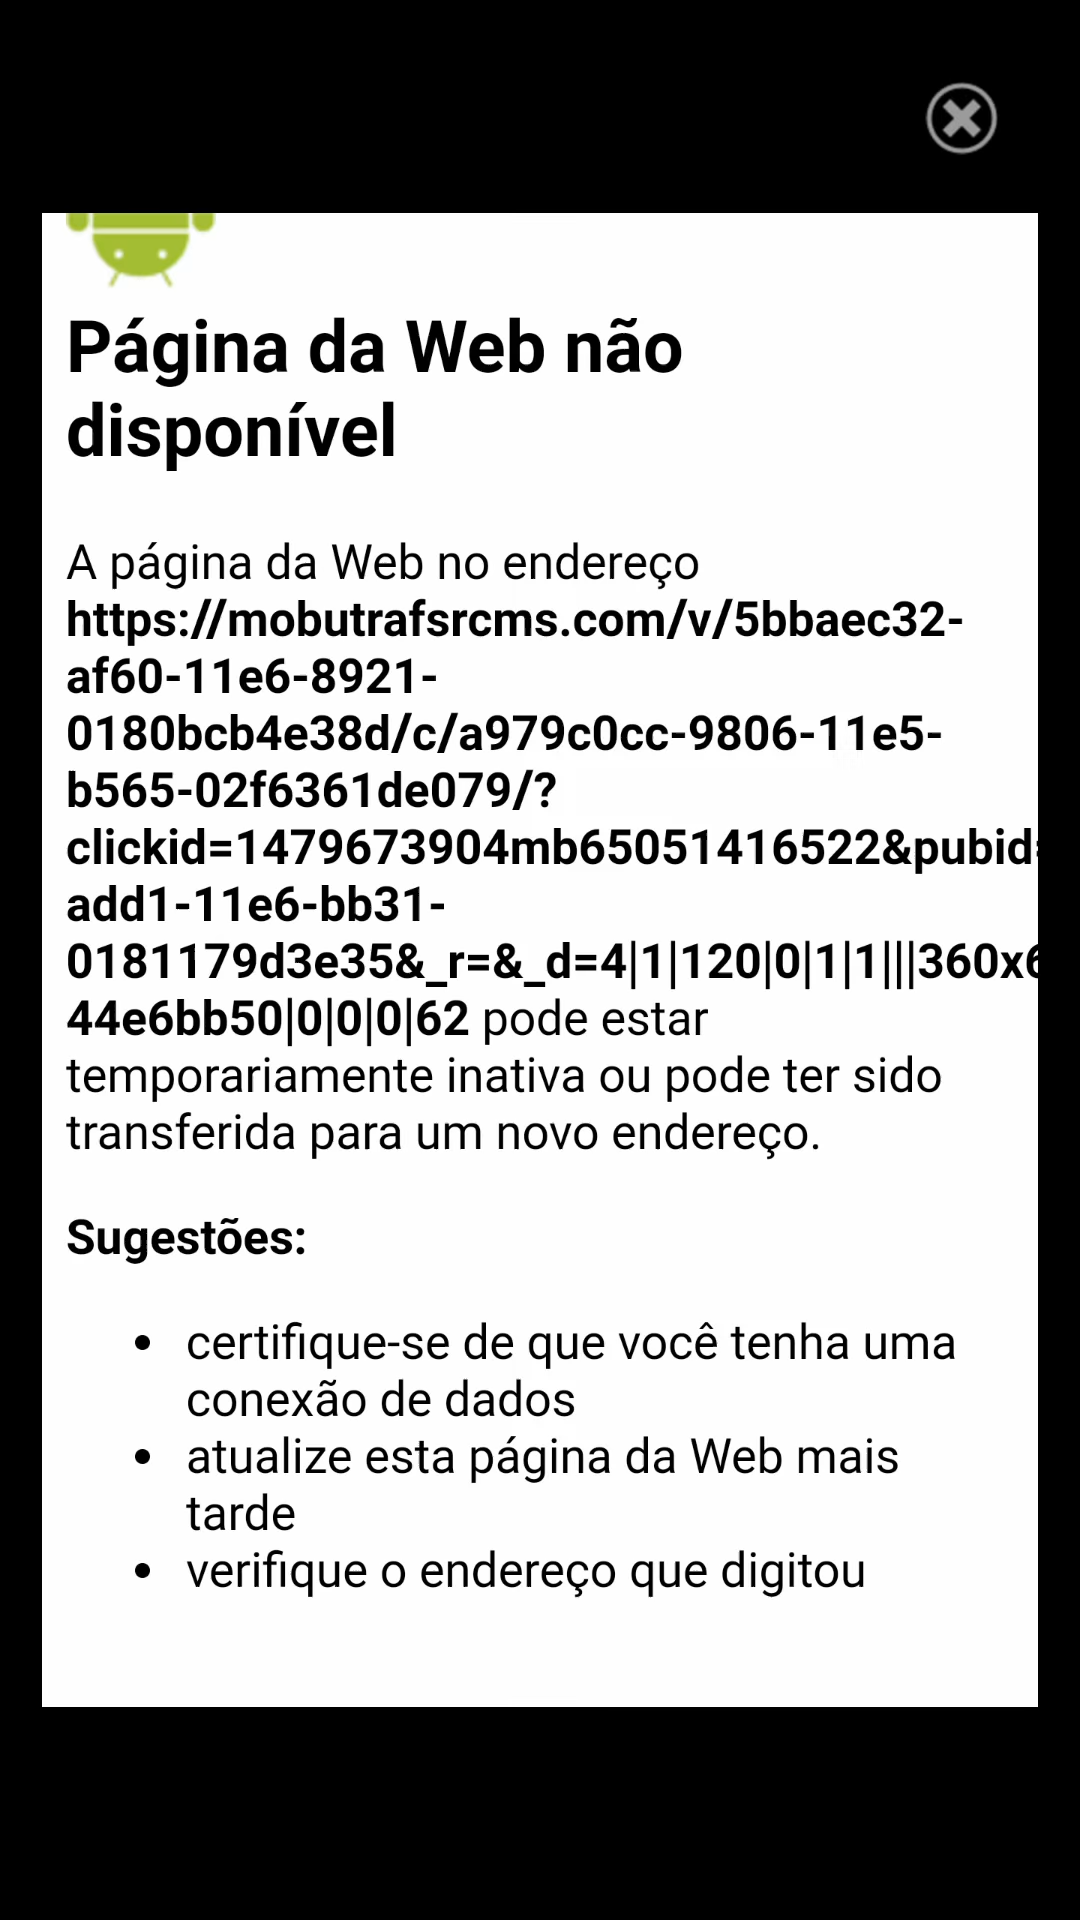 Página da Web não
disponível
A página da Web no endereço
https://mobutrafsrcms.com/v/5bbaec32-
af60-11e6-8921-
0180bcb4e38d/c/a979c0cc-9806-11e5-
b565-02f6361de079/?
clickid=1479673904mb65051416522&pubid=
add1-11e6-bb31-
0181179d3e35&_r=&_d=4|1|120|0|1|1|||360x6
44e6bb50|0|0|0|62 pode estar
temporariamente inativa ou pode ter sido
transferida para um novo endereço.
Sugestões:
• certifique-se de que você tenha uma
conexão de dados
• atualize esta página da Web mais
tarde
• verifique o endereço que digitou